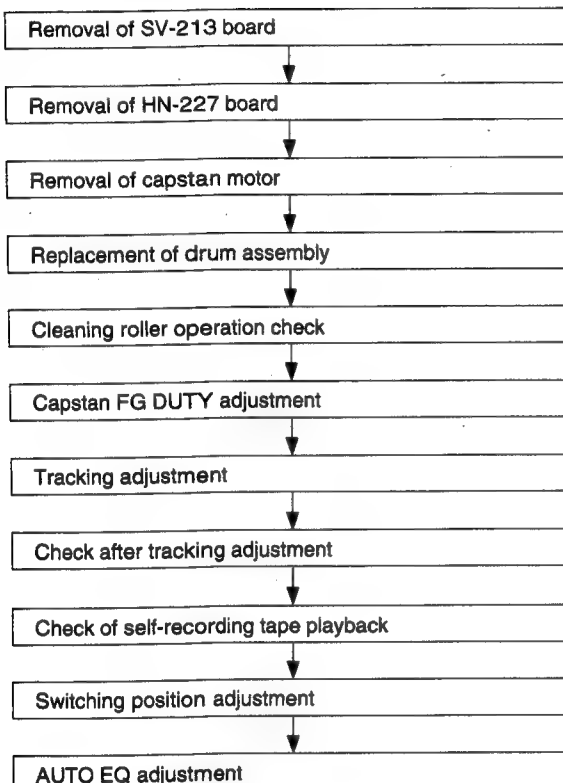 Removal of SV-213 board
Removal of HN-227 board
Removal of capstan motor
Replacement of drum assembly
Cleaning roller operation check
Capstan FG DUTY adjustment
Tracking adjustment
Check after tracking adjustment
Check of self-recording tape playback
Switching position adjustment
AUTO EQ adjustment